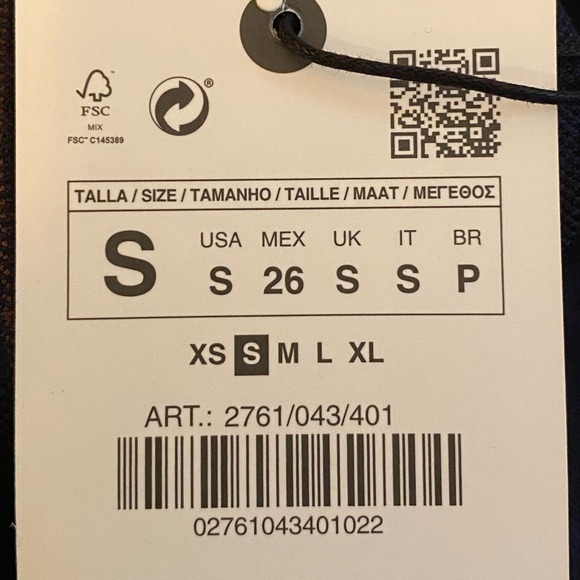 FSC
MIX
FSC™ C145389
®
TALLA / SIZE / TAMANHO / TAILLE / MAAT / ΜΕΓΕΘΟΣ
S
USA MEX UK IT BR
S 26 S S P
XS S M L XL
ART.: 2761/043/401
02761043401022